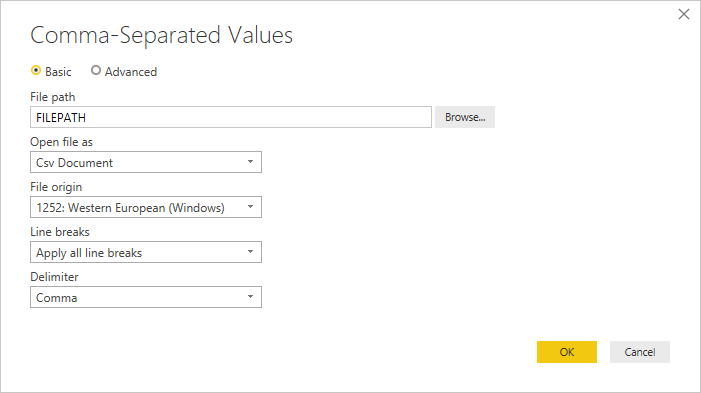 Comma-Separated Values
Basic Advanced
File path
FILEPATH Browse...
Open file as
Csv Document
File origin
1252: Western European (Windows)
Line breaks
Apply all line breaks
Delimiter
Comma
OK Cancel